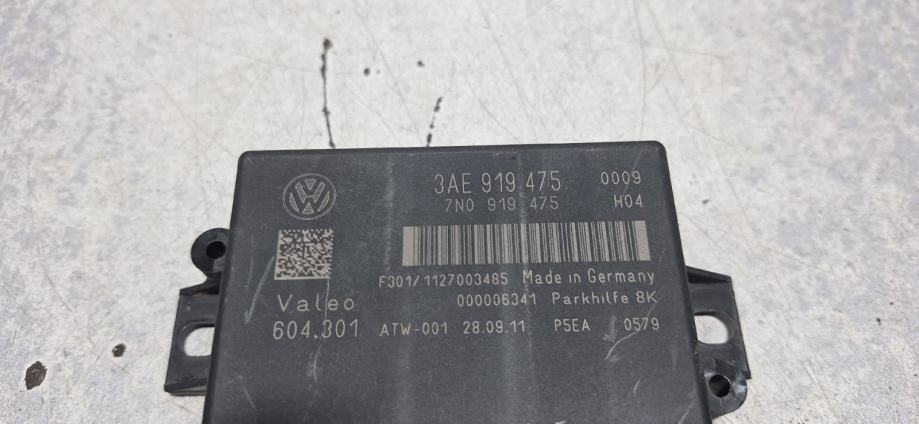 3AE 919 475 0009
7N0 919 475 H04
F301/1127003485 Made in Germany
Valeo 000006341 Parkhilfe 8K
604.301 ATW-001 28.09.11 P5EA 0579